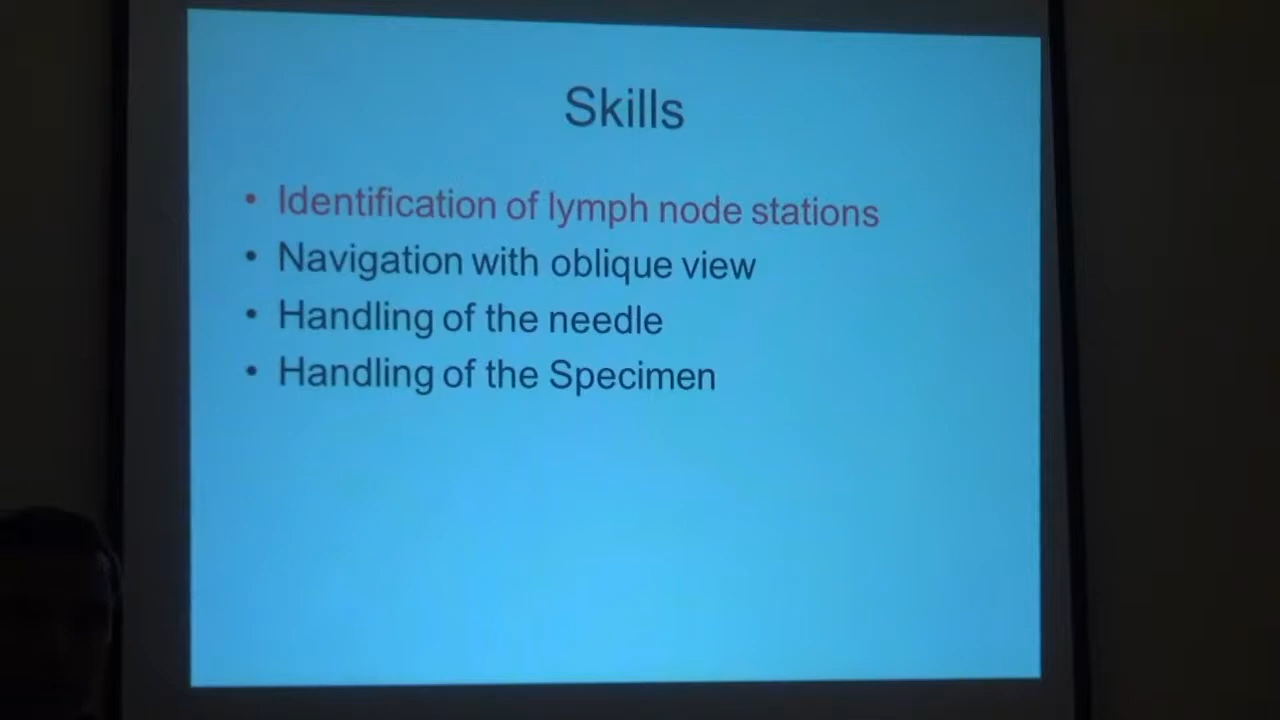 Skills
• Identification of lymph node stations
• Navigation with oblique view
• Handling of the needle
• Handling of the Specimen